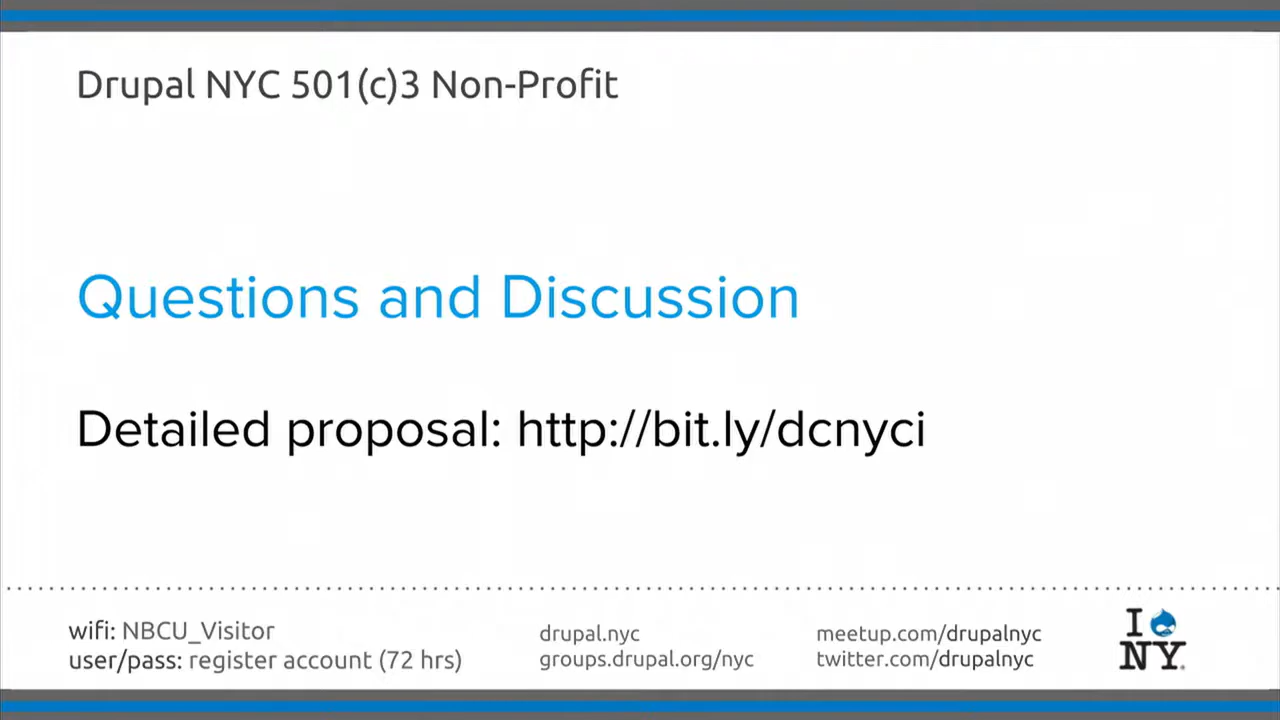 Drupal NYC 501(c)3 Non-Profit
Questions and Discussion
Detailed proposal: http://bit.ly/dcnyci
wifi: NBCU_Visitor
user/pass: register account (72 hrs)
drupal.nyc
groups.drupal.org/nyc
meetup.com/drupalnyc
twitter.com/drupalnyc
I
NY